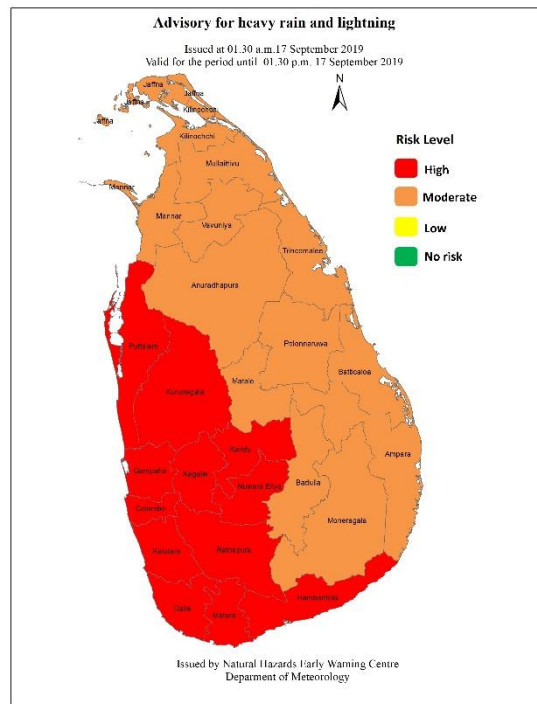 Advisory for heavy rain and lightning
Issued at 01.30 a.m.17 September 2019
Valid for the period until 01.30 p.m. 17 September 2019
N
Jaffna
Jaffna
Jaffna
Jaffna
Kilinochchi
Kilinochchi
Mullaitivu
Mannar
Mannar
Vavuniya
Trincomalee
Anuradhapura
Risk Level
High
Moderate
Low
No risk
Puttalam
Polonnaruwa
Batticaloa
Kurunegala
Matale
Kandy
Ampara
Gampaha
Kegalle
Nuwara Eliya
Badulla
Colombo
Moneragala
Kalutara
Ratnapura
Hambantota
Galle
Matara
Issued by Natural Hazards Early Warning Centre
Deparment of Meteorology